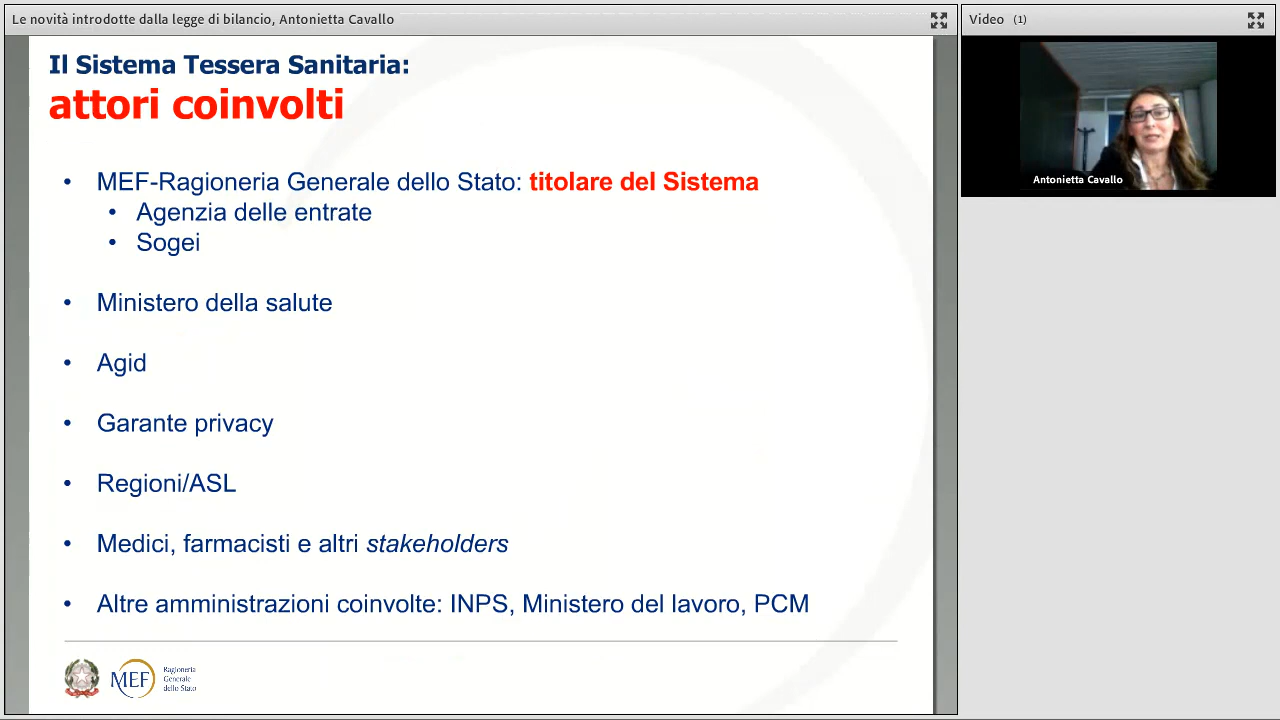 Le novità introdotte dalla legge di bilancio, Antonietta Cavallo
Video (1)
Il Sistema Tessera Sanitaria:
attori coinvolti
• MEF-Ragioneria Generale dello Stato: titolare del Sistema
• Agenzia delle entrate
• Sogei
• Ministero della salute
• Agid
• Garante privacy
• Regioni/ASL
• Medici, farmacisti e altri stakeholders
• Altre amministrazioni coinvolte: INPS, Ministero del lavoro, PCM
MEF
Ragioneria
Generale
dello Stato
Antonietta Cavallo